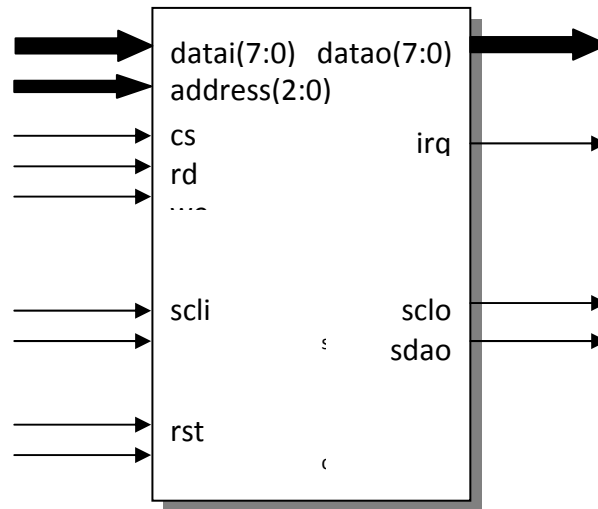 datai(7:0) datao(7:0)
address(2:0)
cs
irq
rd
scli sclo
sdao
rst